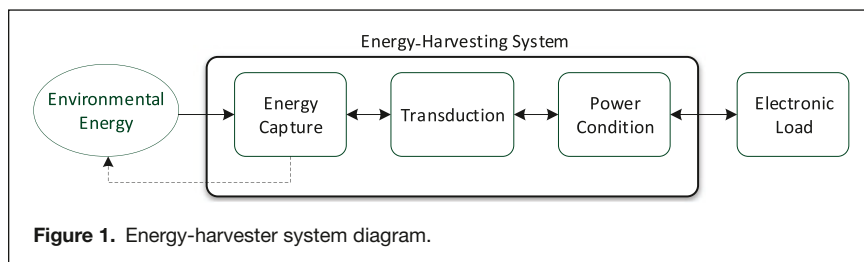 Energy-Harvesting System
Environmental
Energy
Energy
Capture
Transduction
Power
Condition
Electronic
Load
Figure 1. Energy-harvester system diagram.